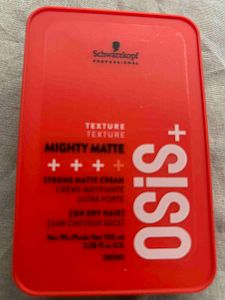 Schwarzkopf
PROFESSIONAL
TEXTURE
TEXTURE
MIGHTY MATTE
++++
STRONG MATTE CREAM
CRÈME MATIFIANTE
ULTRA FORTE
[ON DRY HAIR]
[SUR CHEVEUX SECS]
OSiS+